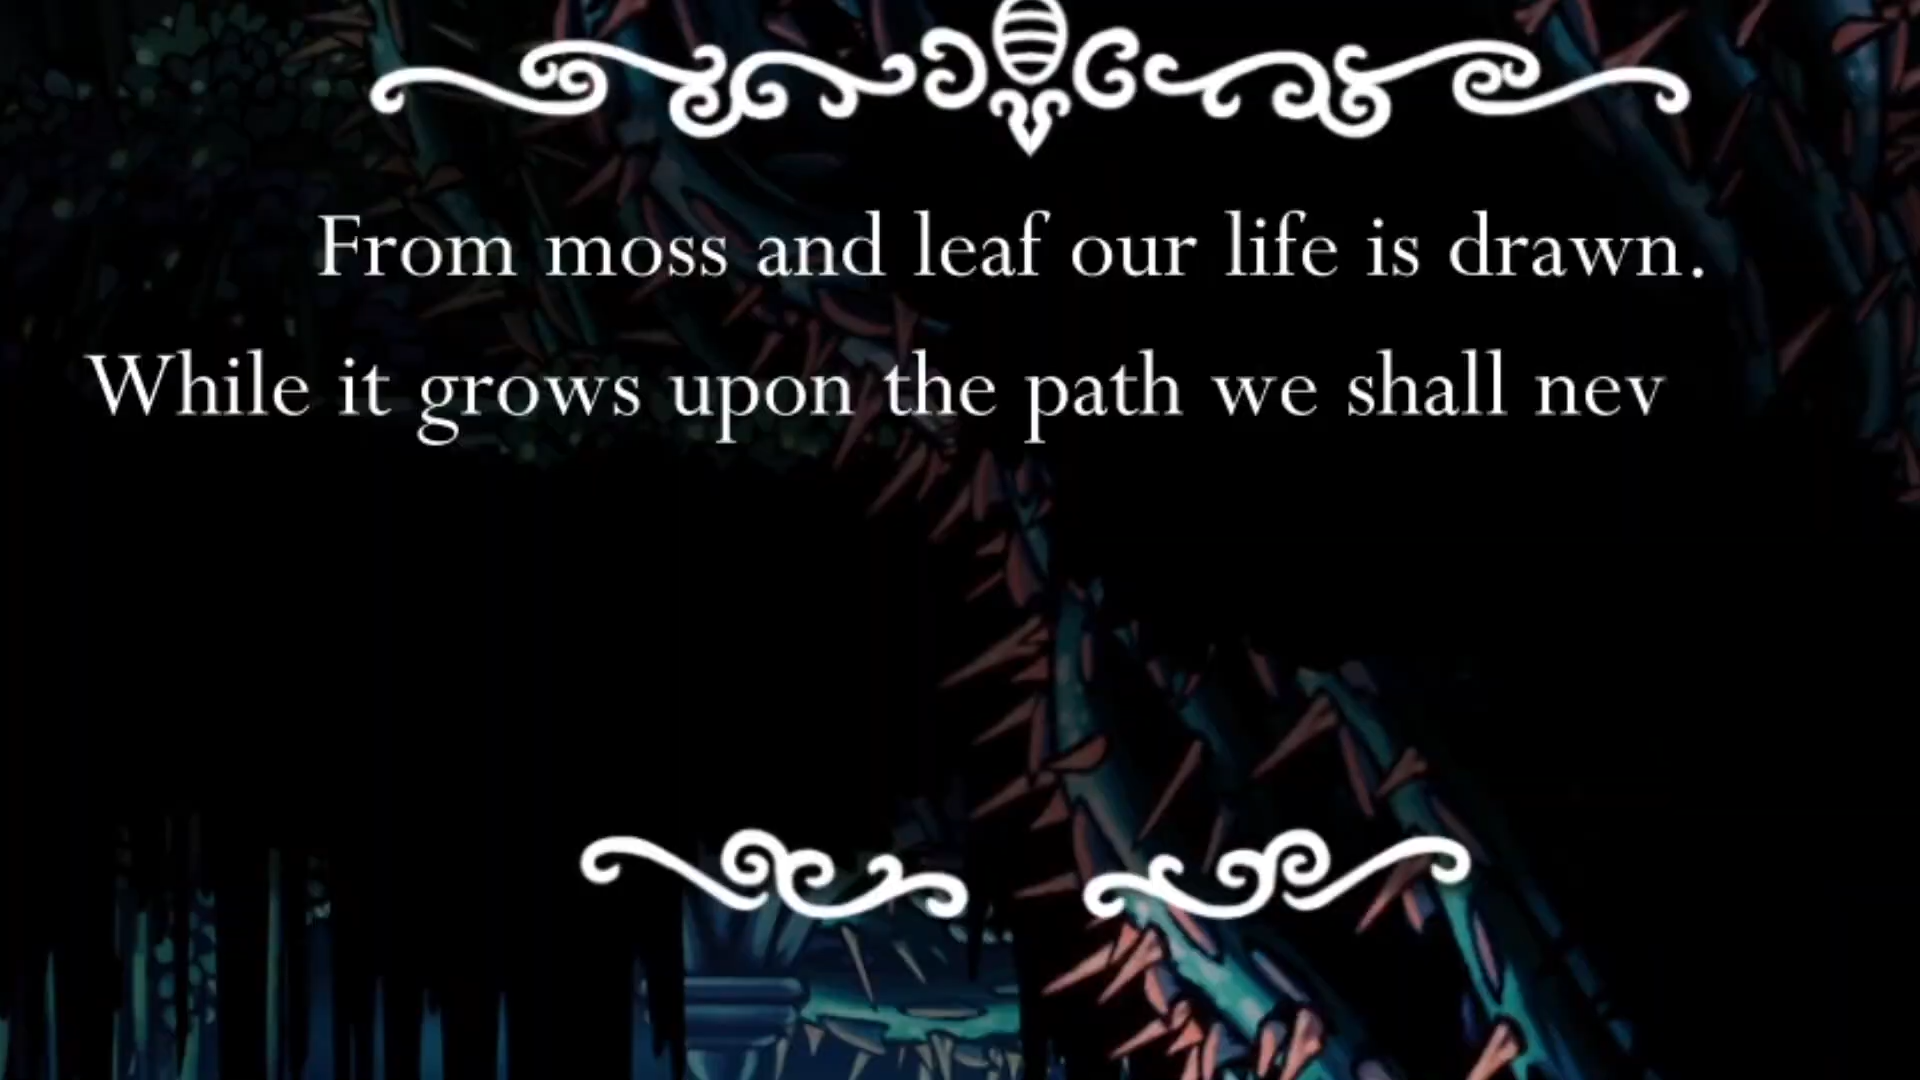 From moss and leaf our life is drawn.
While it grows upon the path we shall nev